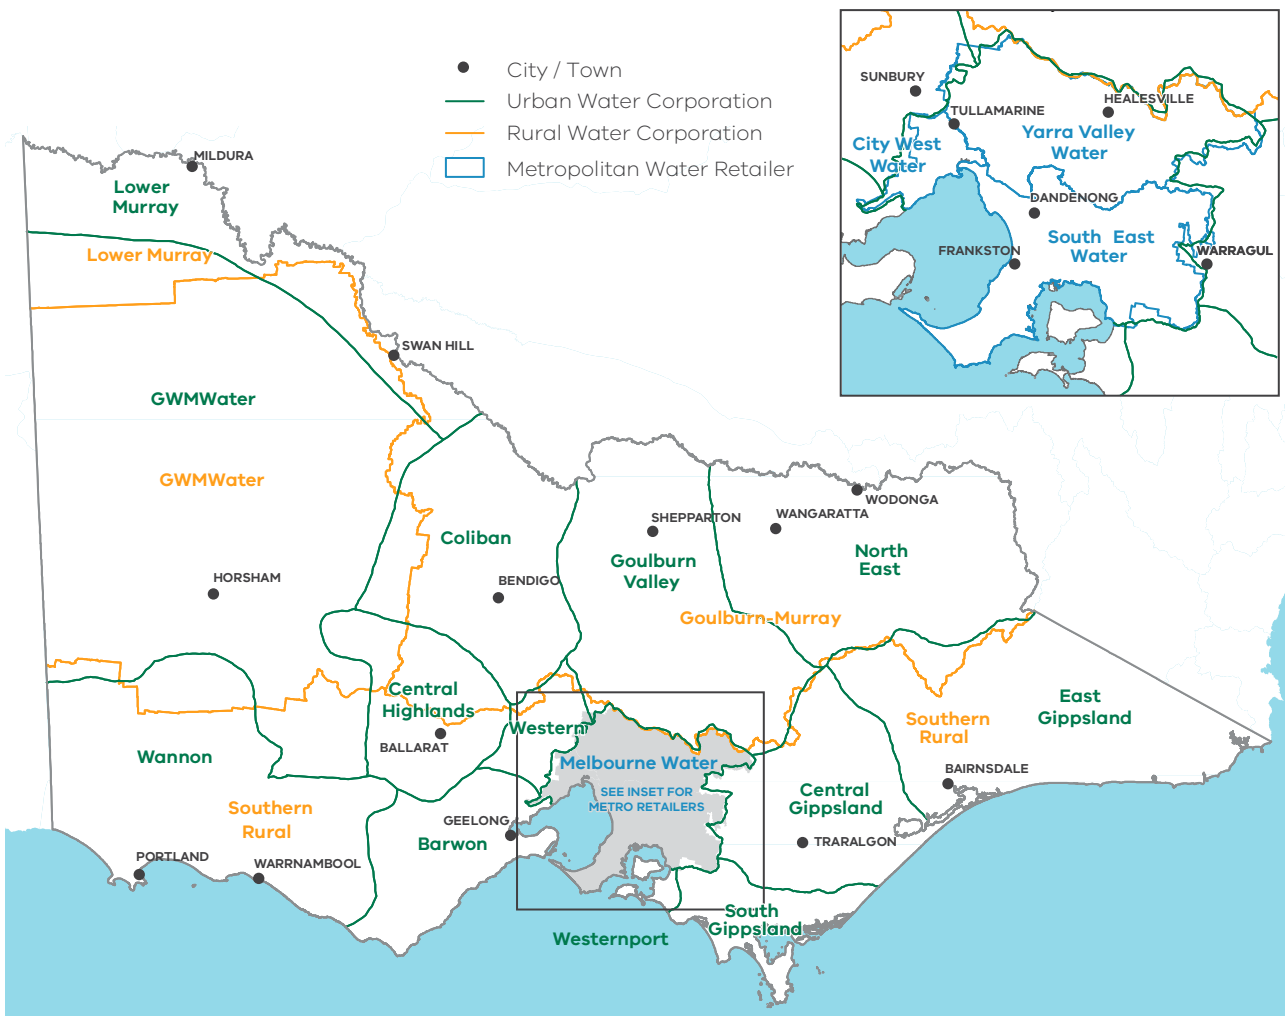 City / Town
Urban Water Corporation
Rural Water Corporation
Metropolitan Water Retailer
SUNBURY
TULLAMARINE
HEALESVILLE
City West
Water
Yarra Valley
Water
DANDENONG
South East
Water
FRANKSTON
WARRAGUL
MILDURA
Lower
Murray
Lower Murray
SWAN HILL
GWMWater
GWMWater
HORSHAM
Coliban
BENDIGO
SHEPPARTON
Goulburn
Valley
WODONGA
WANGARATTA
North
East
Goulburn-Murray
Central
Highlands
BALLARAT
Western
Wannon
Southern
Rural
Melbourne Water
SEE INSET FOR
METRO RETAILERS
Southern
Rural
East
Gippsland
BAIRNSDALE
Central
Gippsland
TRARALGON
GEELONG
Barwon
PORTLAND
WARRNAMBOOL
South
Gippsland
Westernport